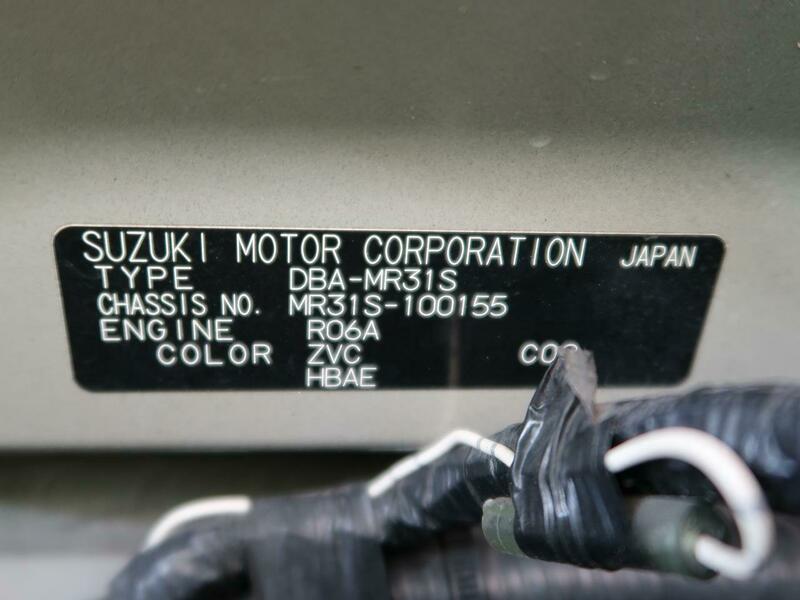 SUZUKI MOTOR CORPORATION JAPAN
TYPE DBA-MR31S
CHASSIS NO. MR31S-100155
ENGINE R06A
COLOR ZVC
HBAE